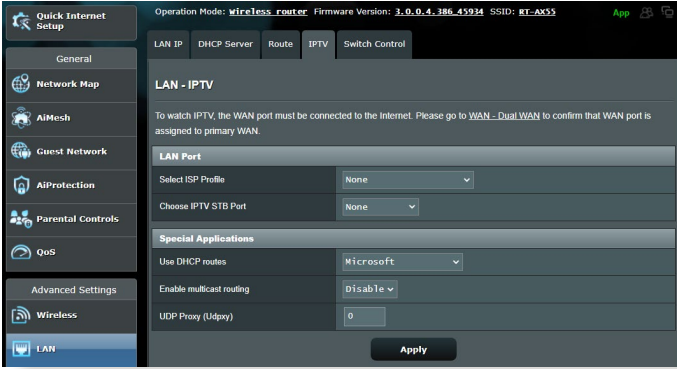 Quick Internet
Setup
Operation Mode: Wireless router Firmware Version: 3.0.0.4.386_45934 SSID: RT-AX55 App
LAN IP DHCP Server Route IPTV Switch Control
General
Network Map
AiMesh
Guest Network
AiProtection
Parental Controls
QoS
Advanced Settings
Wireless
LAN
LAN - IPTV
To watch IPTV, the WAN port must be connected to the Internet. Please go to WAN - Dual WAN to confirm that WAN port is
assigned to primary WAN.
LAN Port
Select ISP Profile None
Choose IPTV STB Port None
Special Applications
Use DHCP routes Microsoft
Enable multicast routing Disable
UDP Proxy (Udpxy) 0
Apply